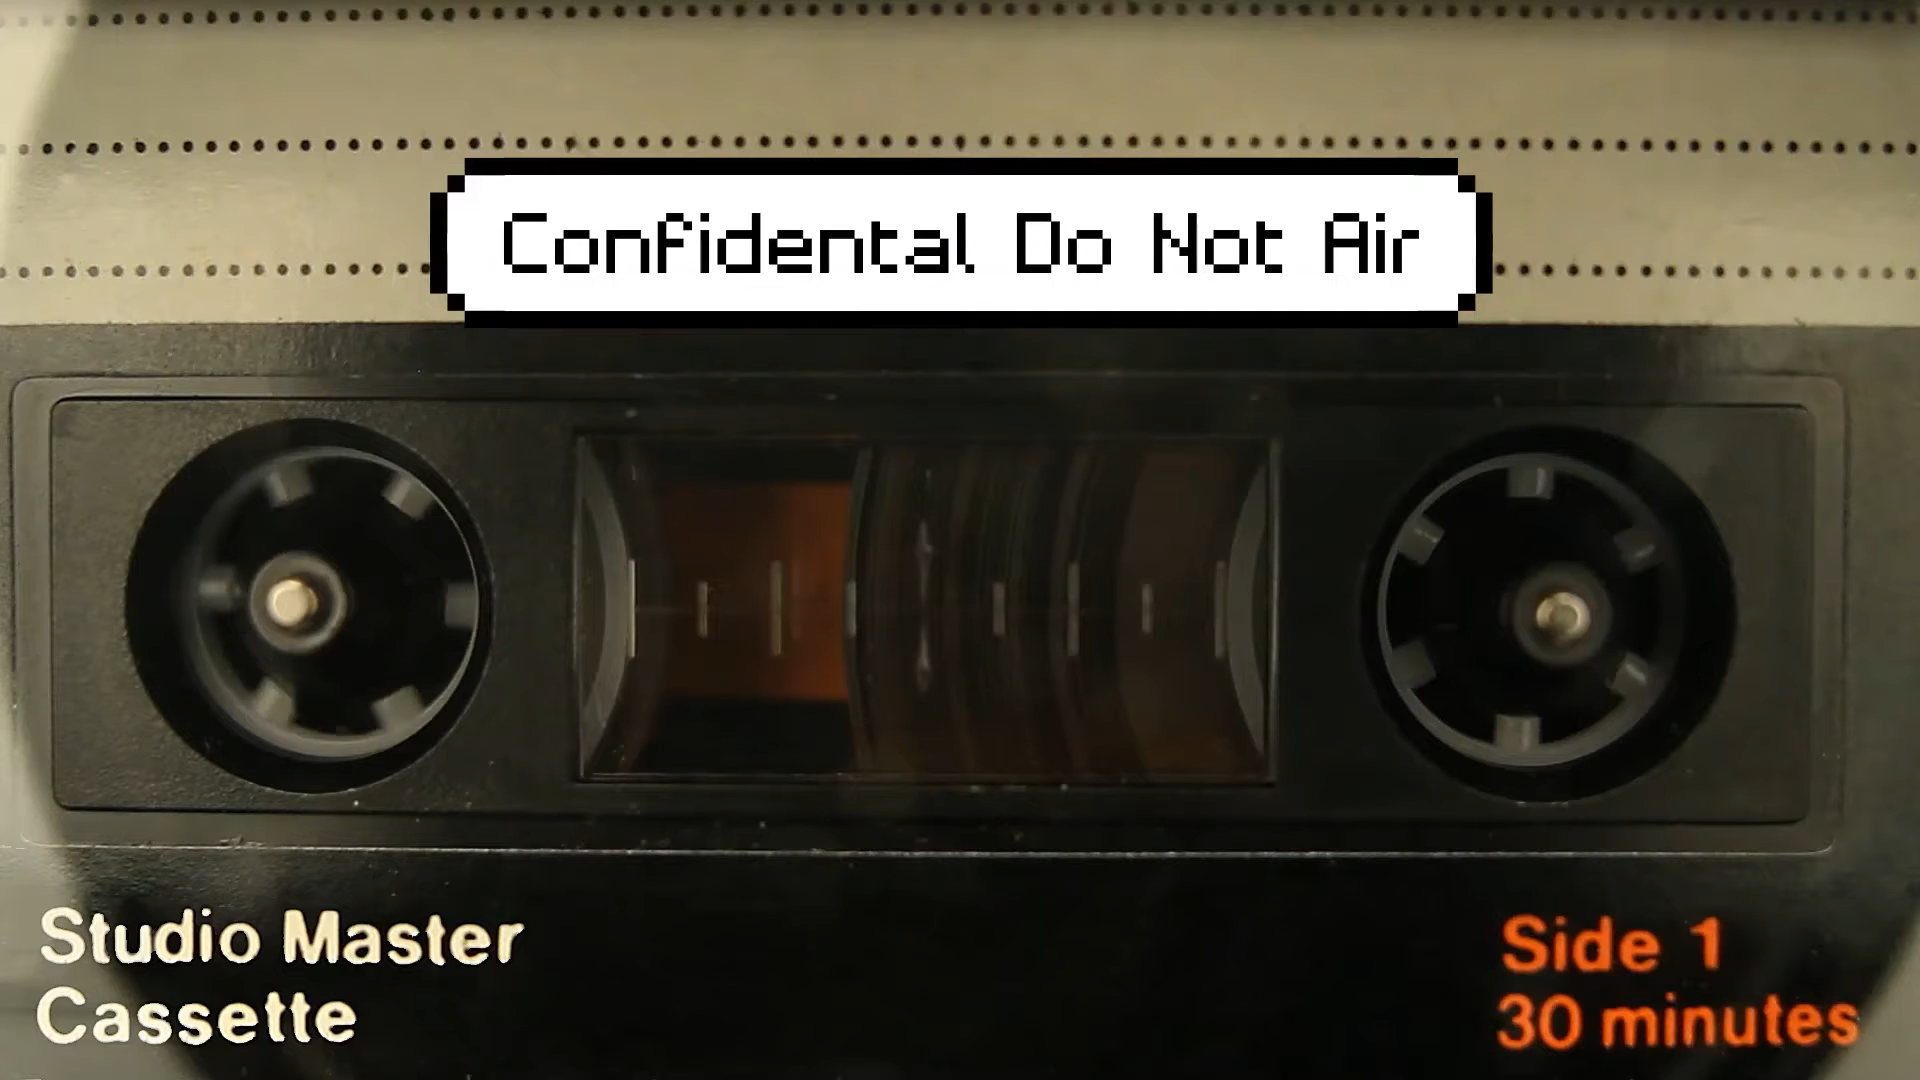 Confidental Do Not Air
Studio Master
Cassette
Side 1
30 minutes